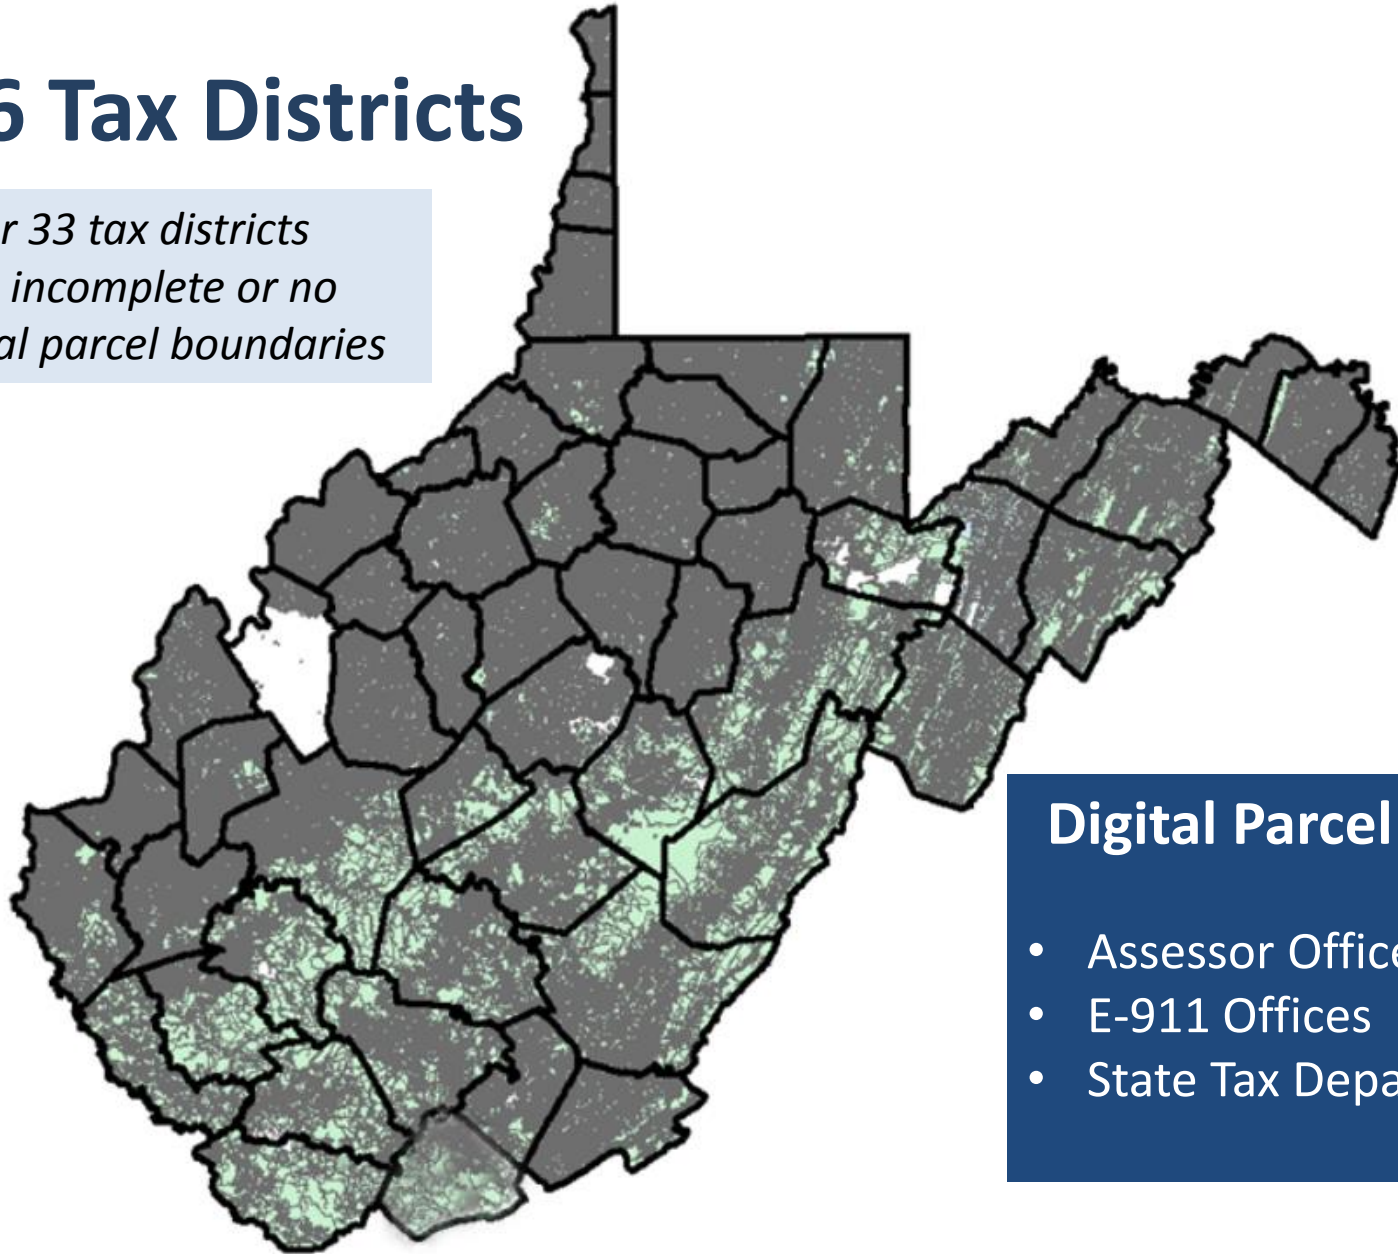 6 Tax Districts
r 33 tax districts
incomplete or no
al parcel boundaries
Digital Parcel
• Assessor Office
• E-911 Offices
• State Tax Depa